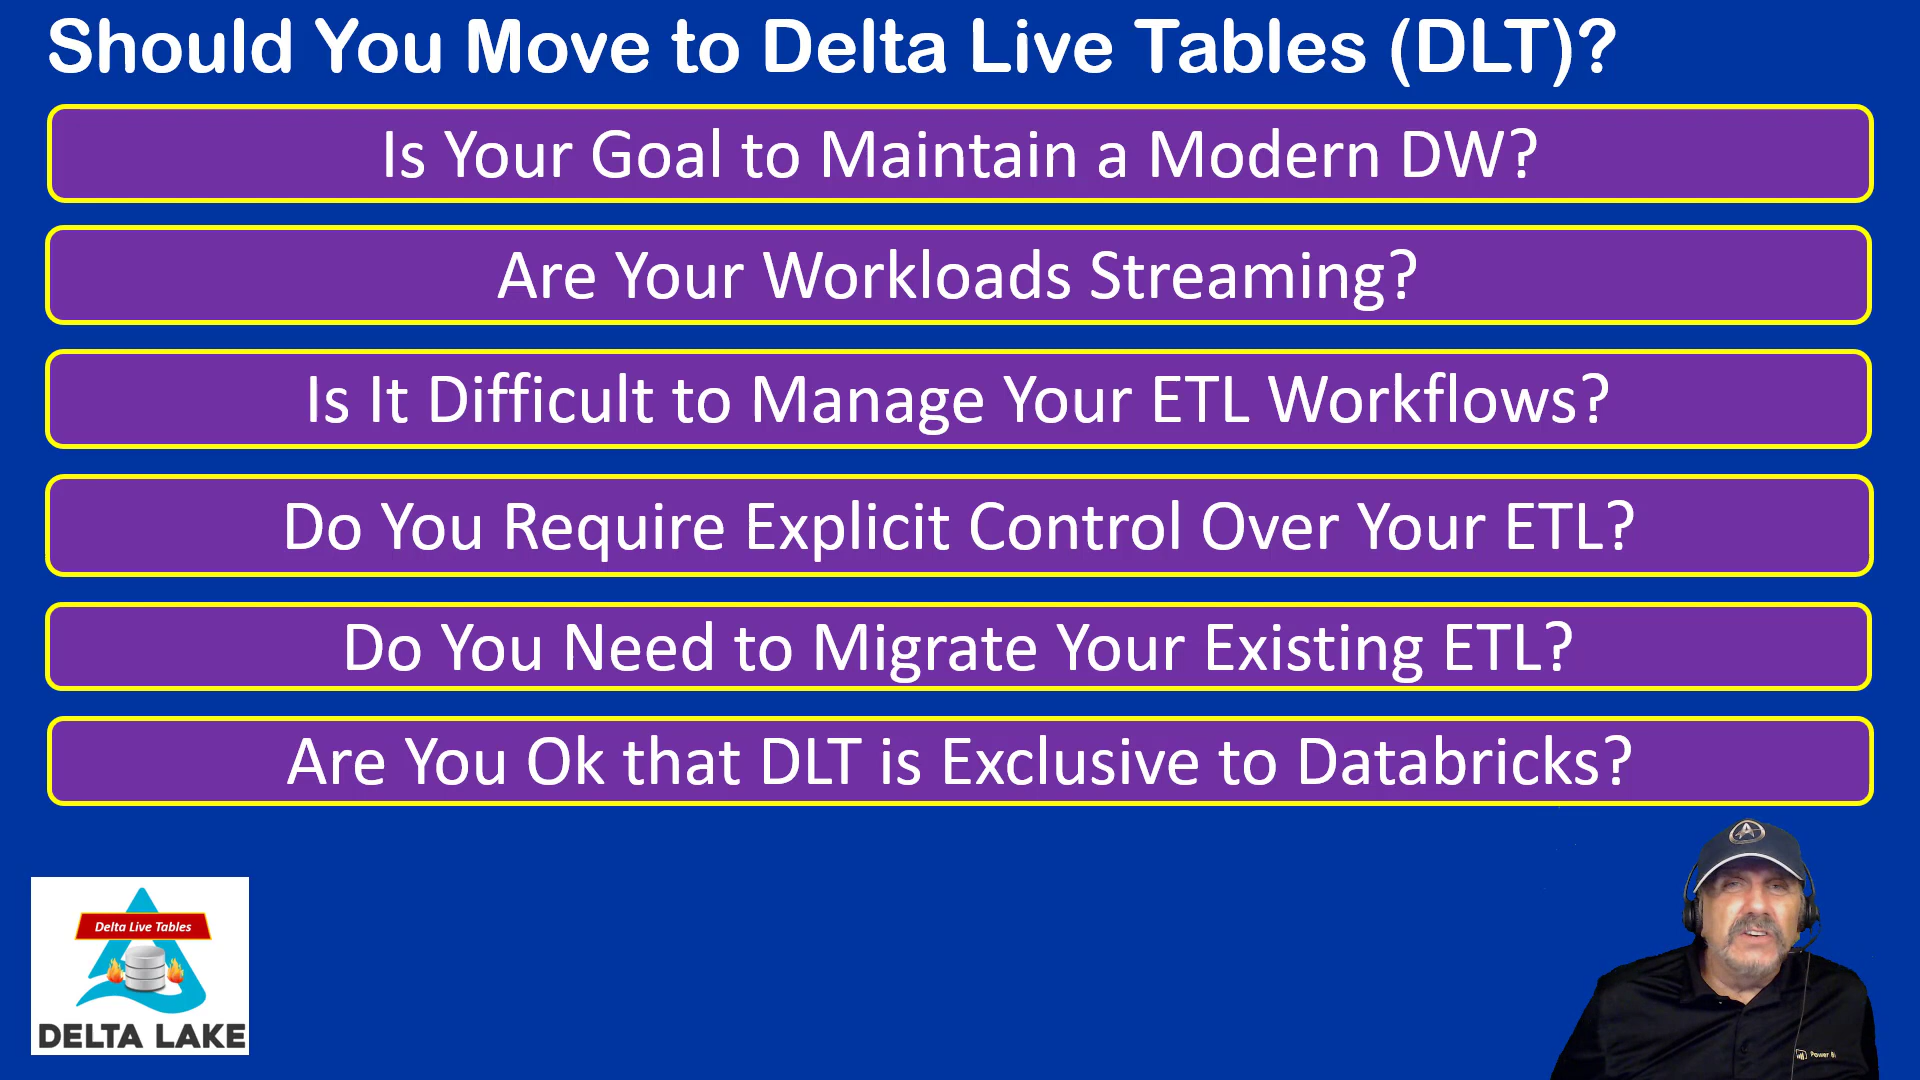 Should You Move to Delta Live Tables (DLT)?
Is Your Goal to Maintain a Modern DW?
Are Your Workloads Streaming?
Is It Difficult to Manage Your ETL Workflows?
Do You Require Explicit Control Over Your ETL?
Do You Need to Migrate Your Existing ETL?
Are You Ok that DLT is Exclusive to Databricks?
Delta Live Tables
DELTA LAKE
Power BI